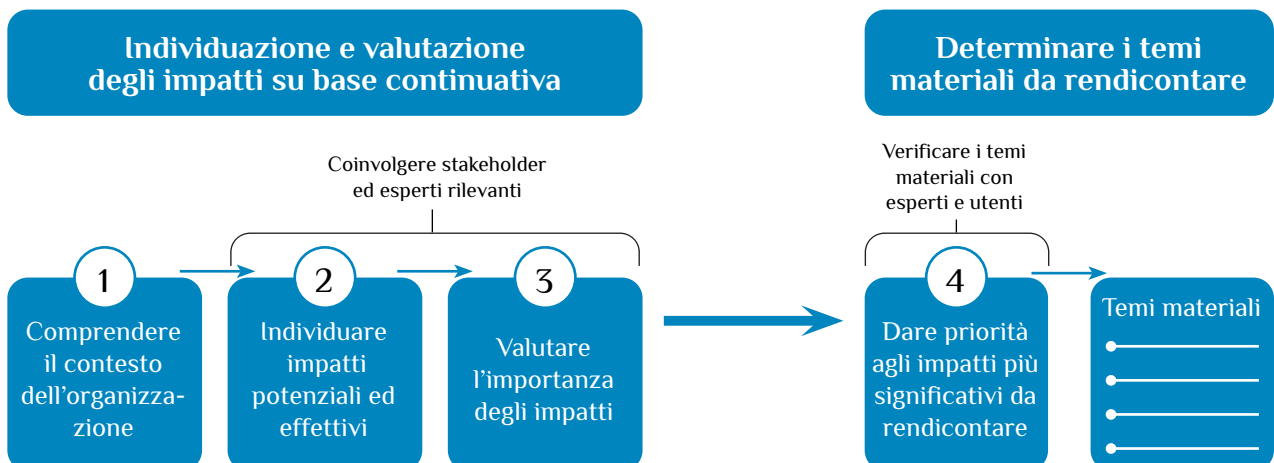 Individuazione e valutazione
degli impatti su base continuativa
Determinare i temi
materiali da rendicontare
Coinvolgere stakeholder
ed esperti rilevanti
Verificare i temi
materiali con
esperti e utenti
1
Comprendere
il contesto
dell'organizza-
zione
2
Individuare
impatti
potenziali ed
effettivi
3
Valutare
l'importanza
degli impatti
4
Dare priorità
agli impatti più
significativi da
rendicontare
Temi materiali